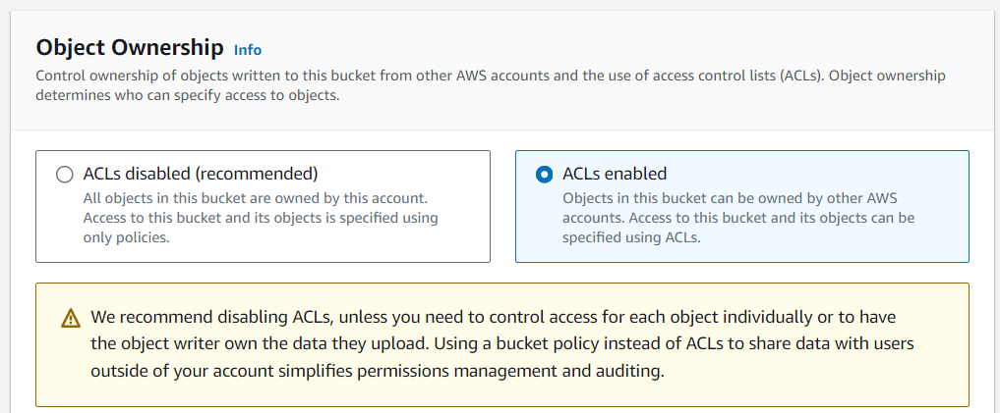 Object Ownership Info
Control ownership of objects written to this bucket from other AWS accounts and the use of access control lists (ACLs). Object ownership
determines who can specify access to objects.
ACLs disabled (recommended)
All objects in this bucket are owned by this account.
Access to this bucket and its objects is specified using
only policies.
ACLs enabled
Objects in this bucket can be owned by other AWS
accounts. Access to this bucket and its objects can be
specified using ACLs.
We recommend disabling ACLs, unless you need to control access for each object individually or to have
the object writer own the data they upload. Using a bucket policy instead of ACLs to share data with users
outside of your account simplifies permissions management and auditing.